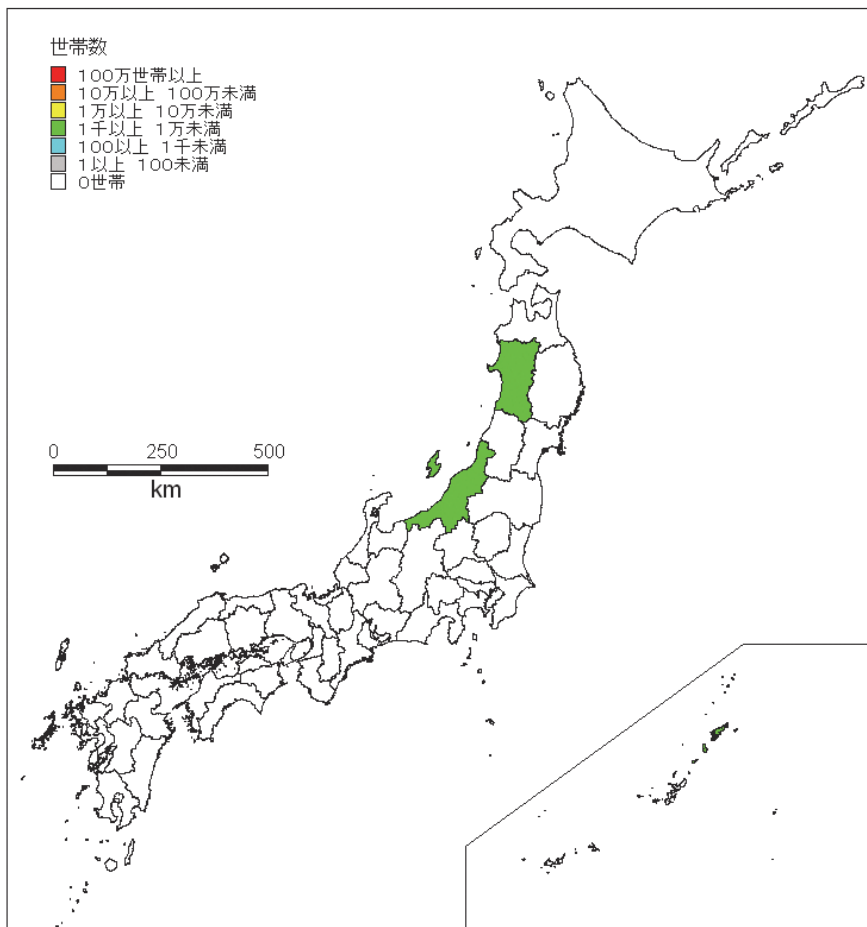 世帯数
100万世帯以上
10万以上 100万未満
1万以上 10万未満
1千以上 1万未満
100以上 1千未満
1以上 100未満
0世帯
0 250 500
km